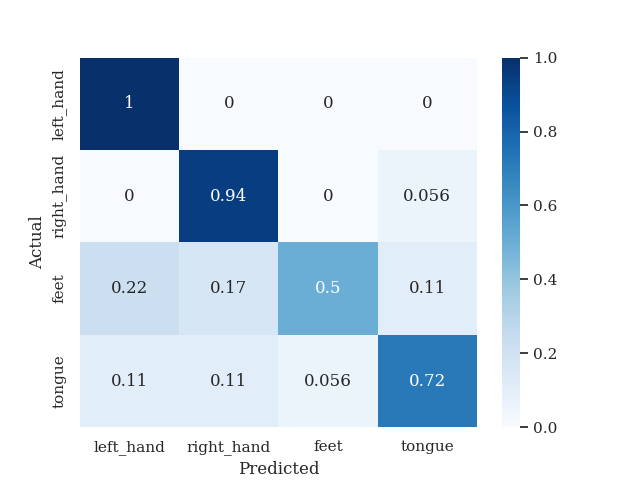 1.0
left_hand 1 0 0 0
0.8
right_hand 0 0.94 0 0.056
0.6
Actual
0.4
feet 0.22 0.17 0.5 0.11
0.2
tongue 0.11 0.11 0.056 0.72
0.0
left_hand right_hand feet tongue
Predicted